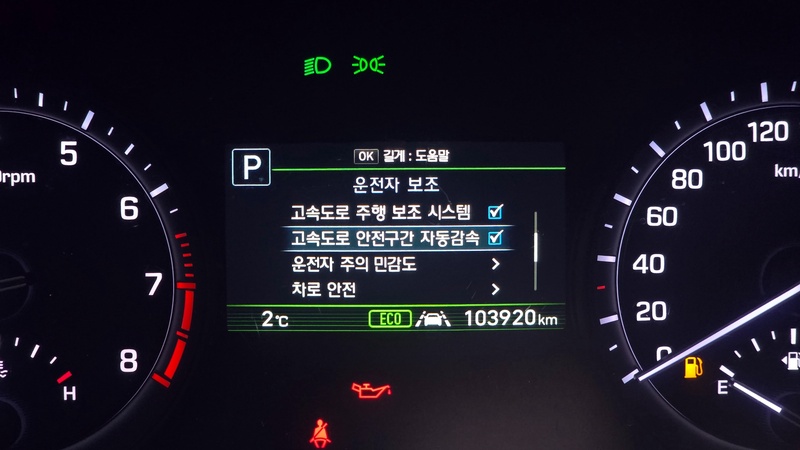 P
OK 길게 : 도움말
운전자 보조
고속도로 주행 보조 시스템
고속도로 안전구간 자동감속
운전자 주의 민감도
차로 안전
2℃ ECO 103920 km
5
6
7
8
H
120
100
80
60
40
20
0
E